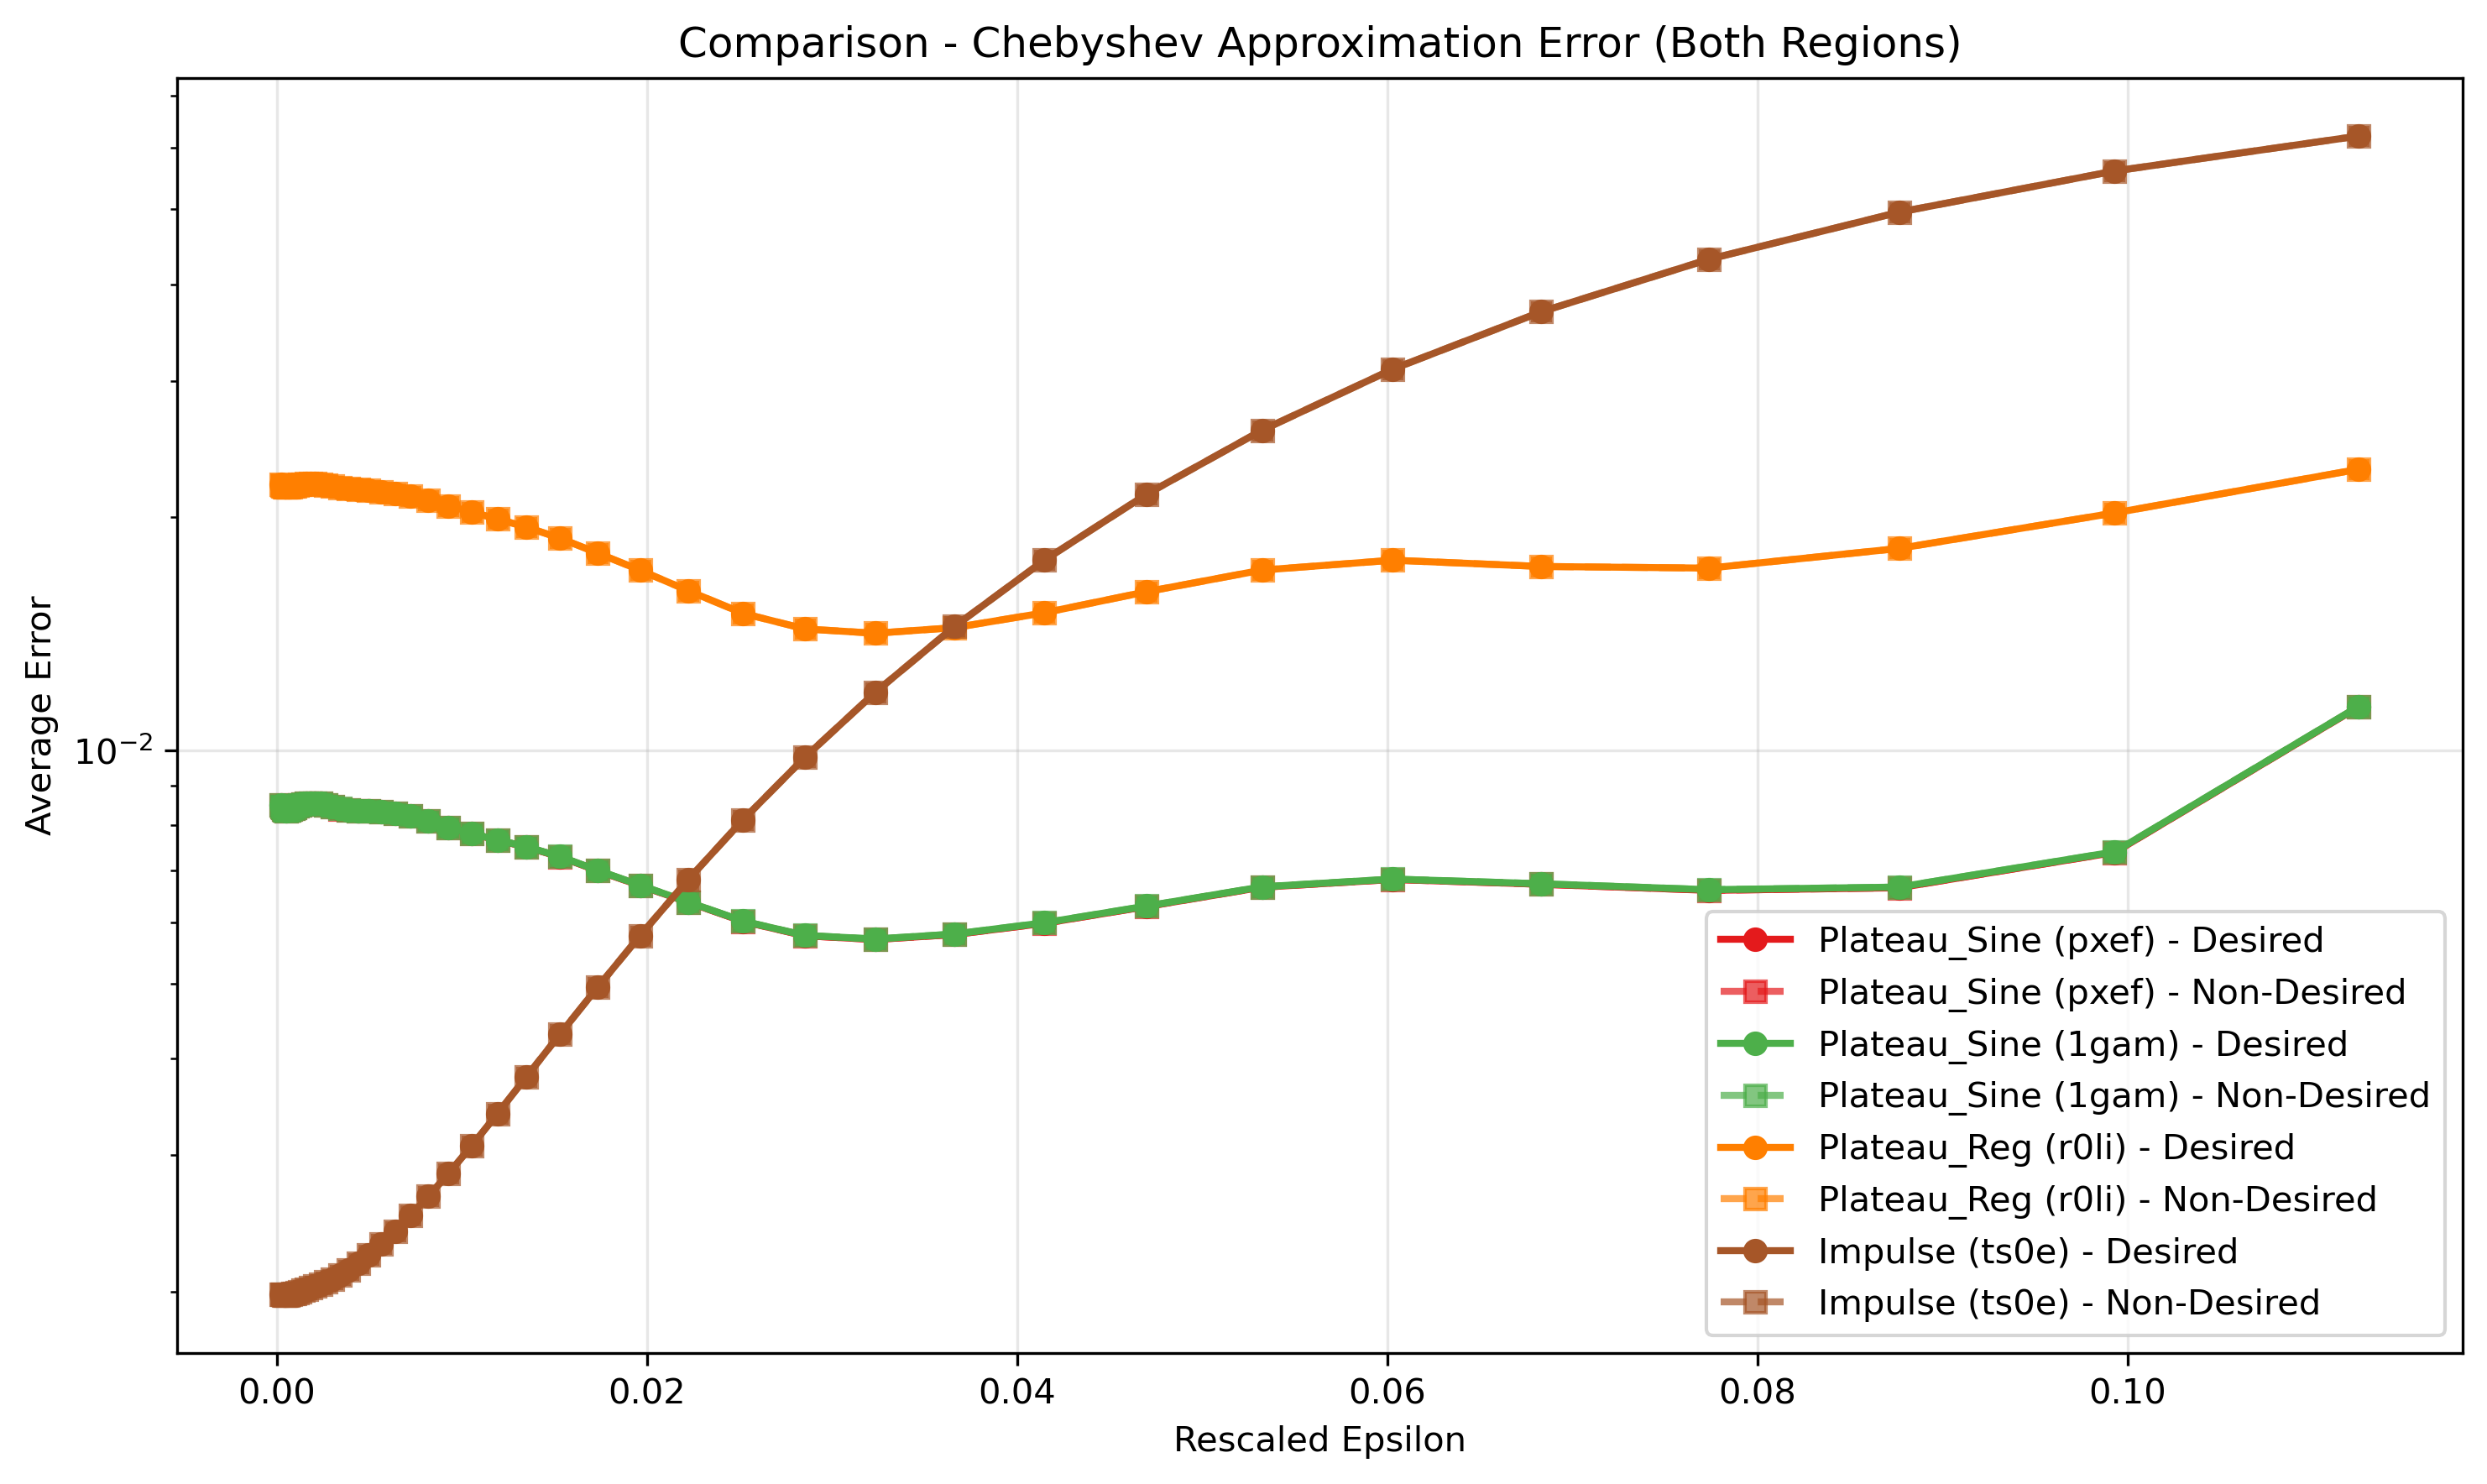 Comparison - Chebyshev Approximation Error (Both Regions)
Average Error
10⁻²
0.00
0.02
0.04
0.06
0.08
0.10
Rescaled Epsilon
Plateau_Sine (pxef) - Desired
Plateau_Sine (pxef) - Non-Desired
Plateau_Sine (1gam) - Desired
Plateau_Sine (1gam) - Non-Desired
Plateau_Reg (r0li) - Desired
Plateau_Reg (r0li) - Non-Desired
Impulse (ts0e) - Desired
Impulse (ts0e) - Non-Desired